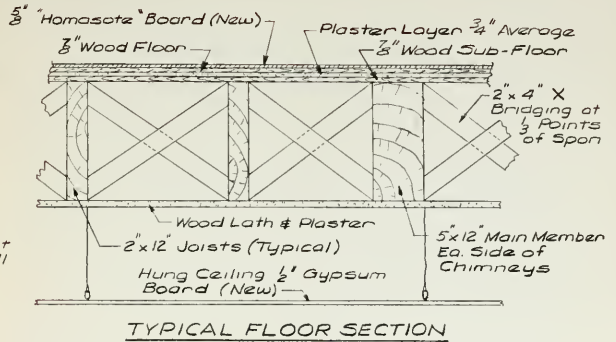 5/8" "Homasote" Board (New)
Plaster Layer 3/4" Average
7/8" Wood Floor
7/8" Wood Sub-Floor
2" x 4" X
Bridging at
1/3 Points
of Span
Wood Lath & Plaster
2" x 12" Joists (Typical)
5" x 12" Main Member
Ea. Side of
Chimneys
Hung Ceiling 1/2" Gypsum
Board (New)
TYPICAL FLOOR SECTION